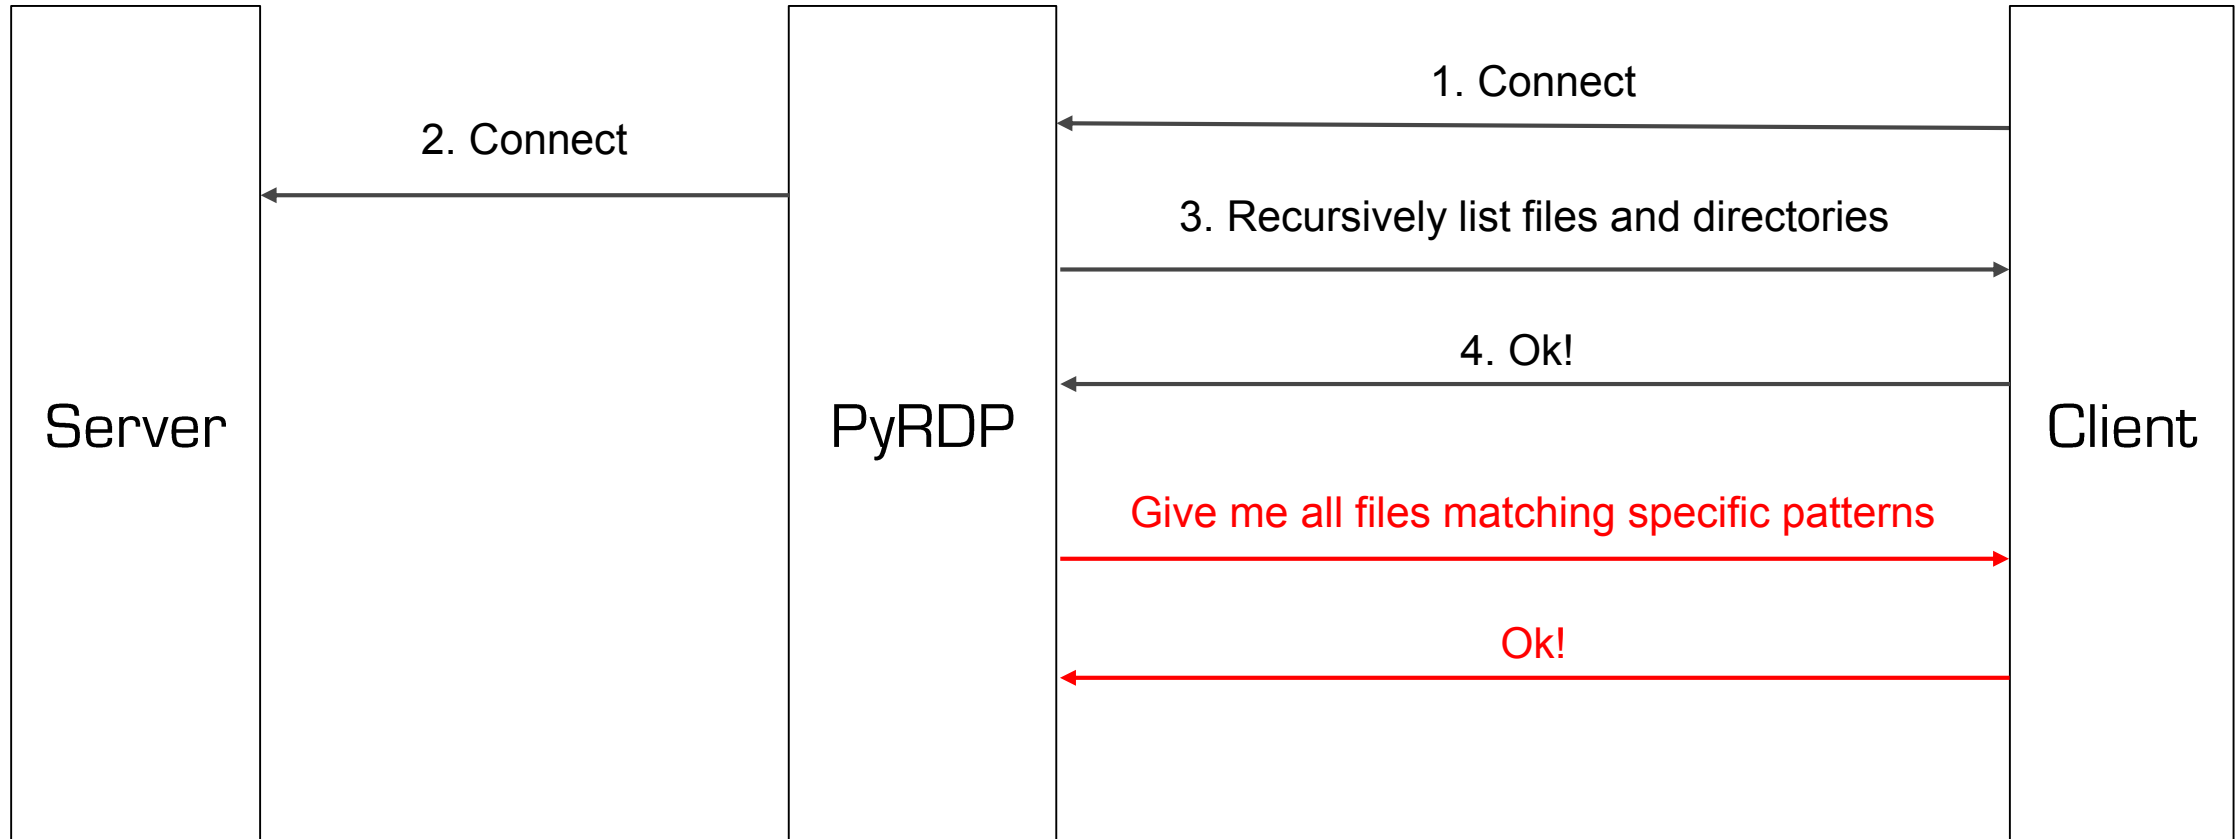 1. Connect
2. Connect
3. Recursively list files and directories
4. Ok!
Server
PyRDP
Client
Give me all files matching specific patterns
Ok!